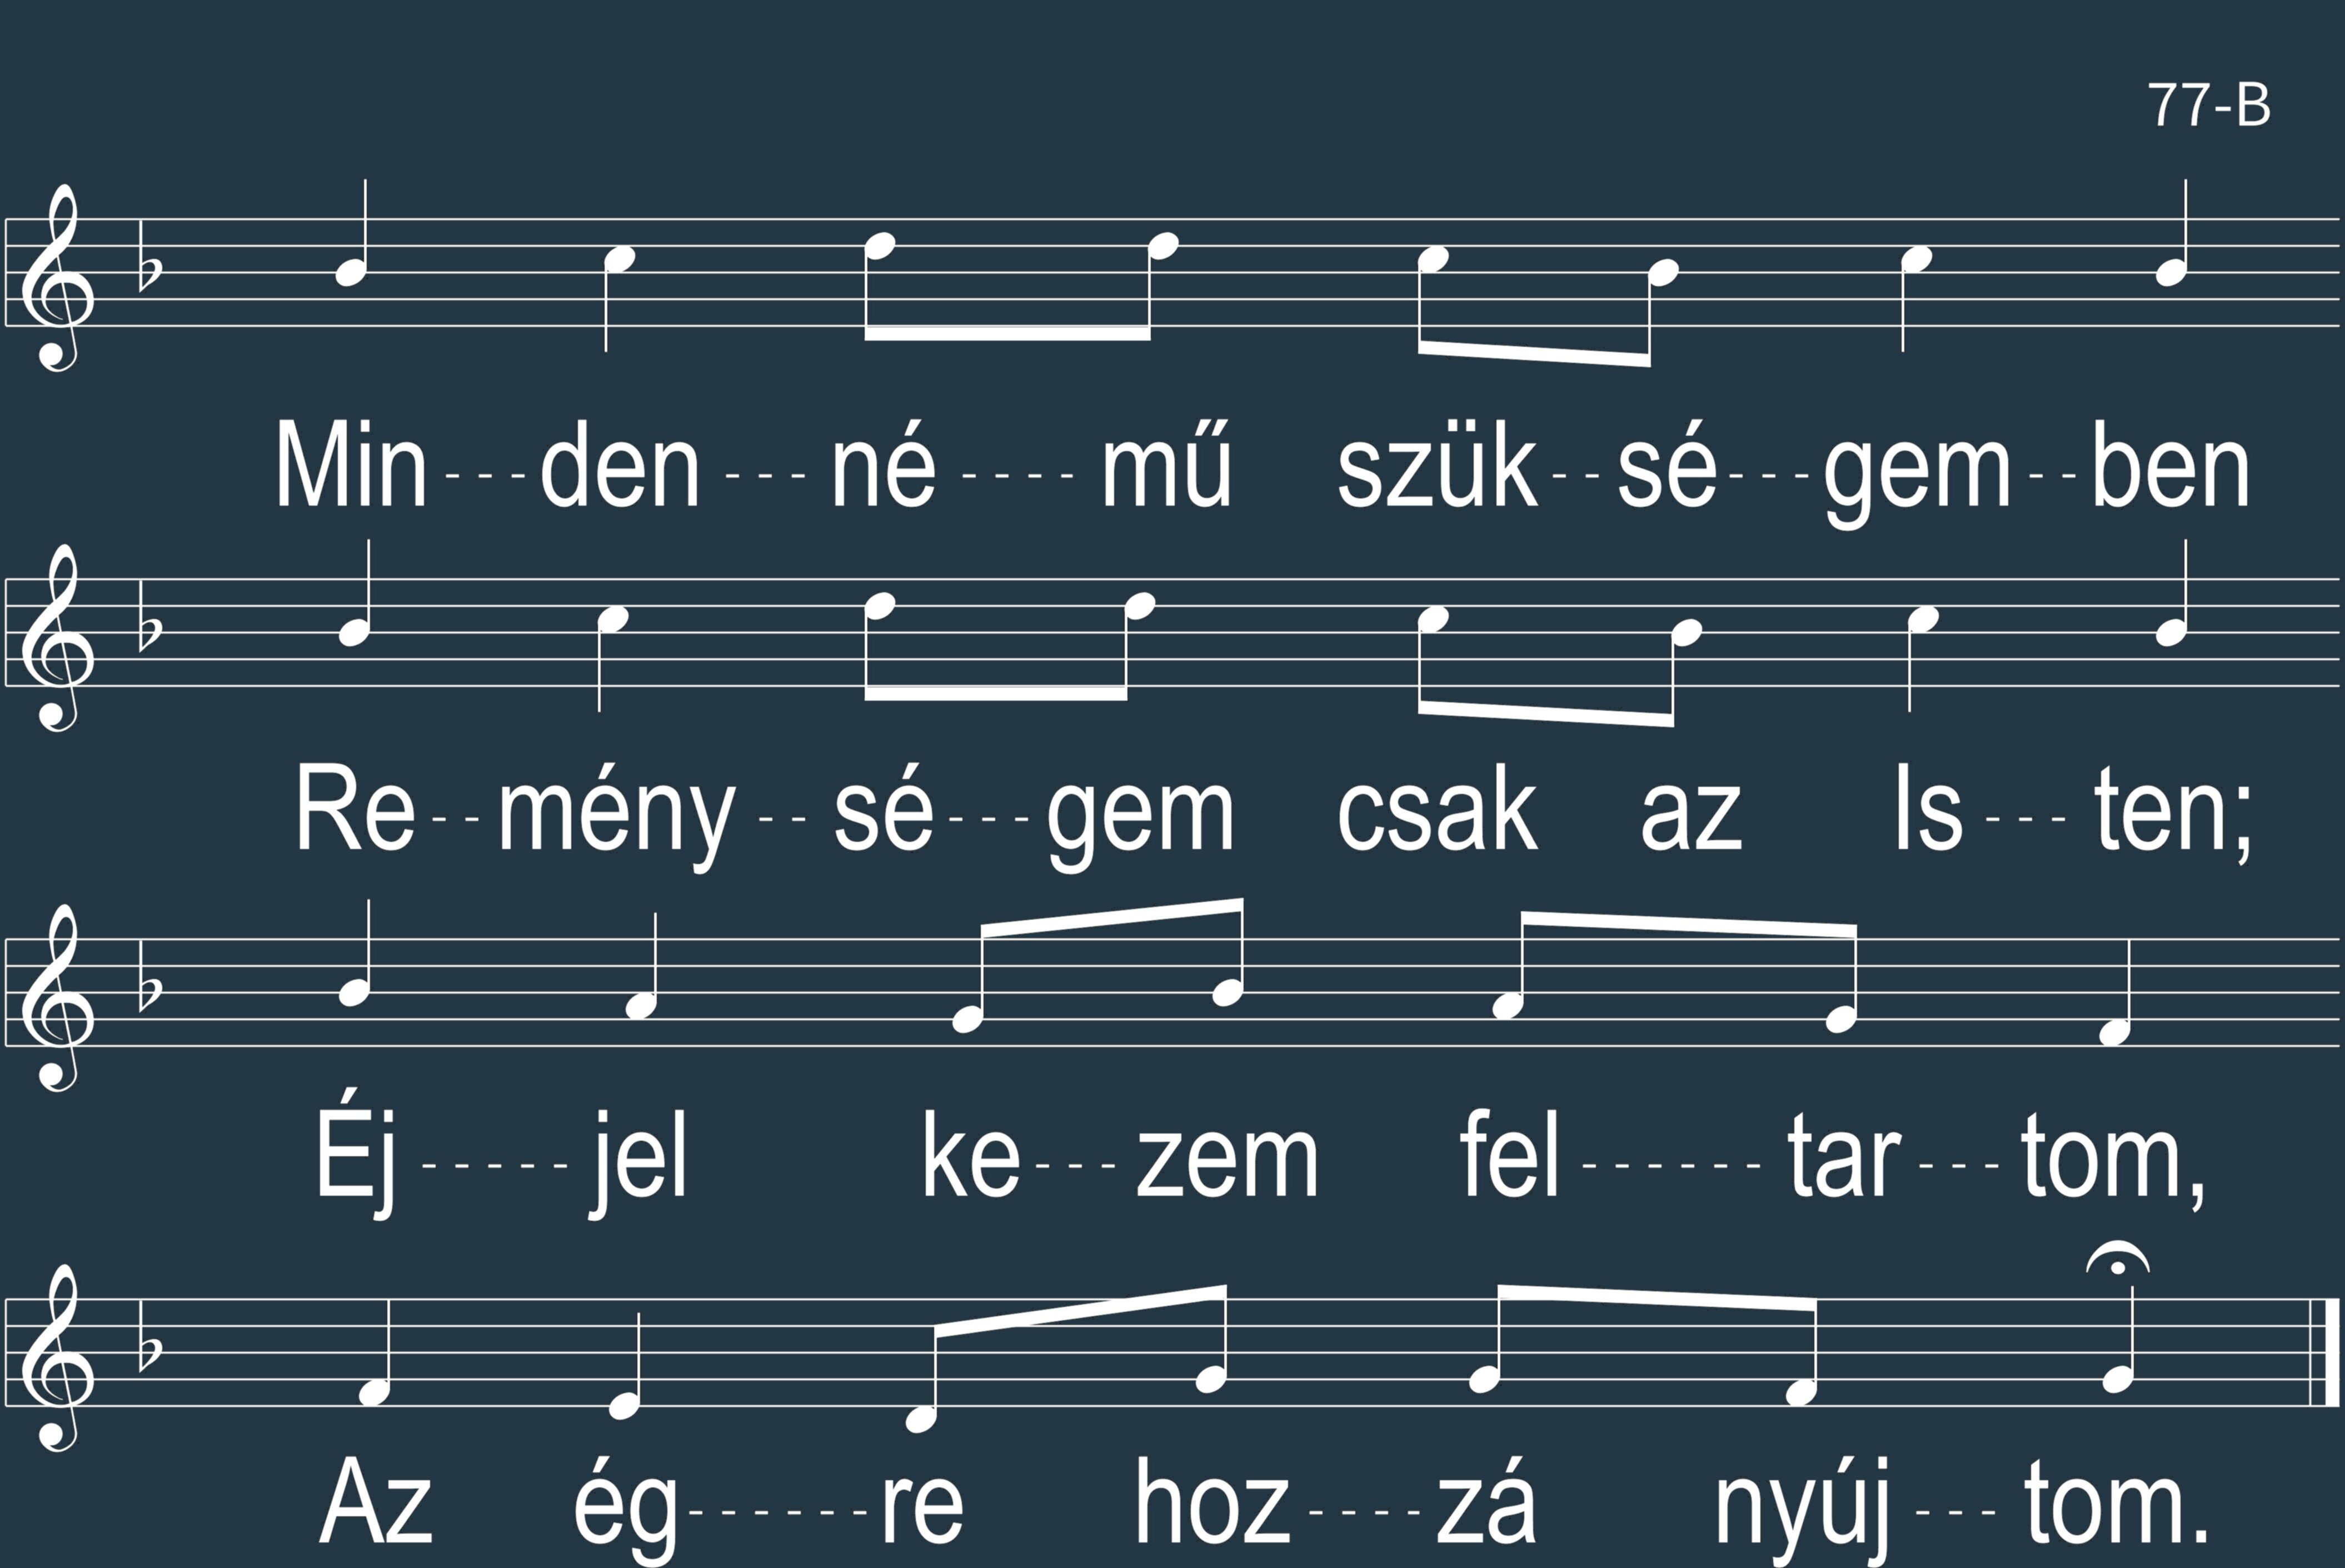 77-B
Min---den---né----mű szük--sé---gem--ben
Re--mény--sé---gem csak az Is---ten;
Éj-----jel ke---zem fel------tar---tom,
Az ég------re hoz----zá nyúj---tom.